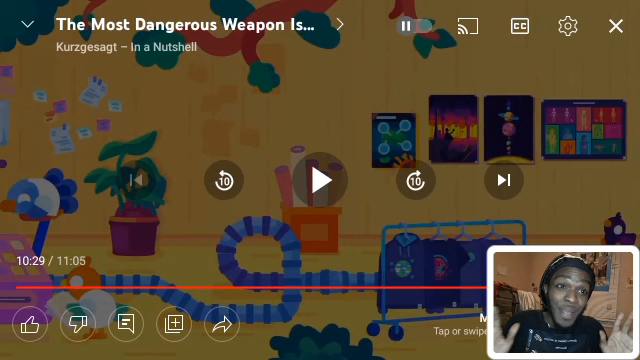 The Most Dangerous Weapon Is...
Kurzgesagt – In a Nutshell
CC
10
10
10:29 / 11:05
Tap or swipe